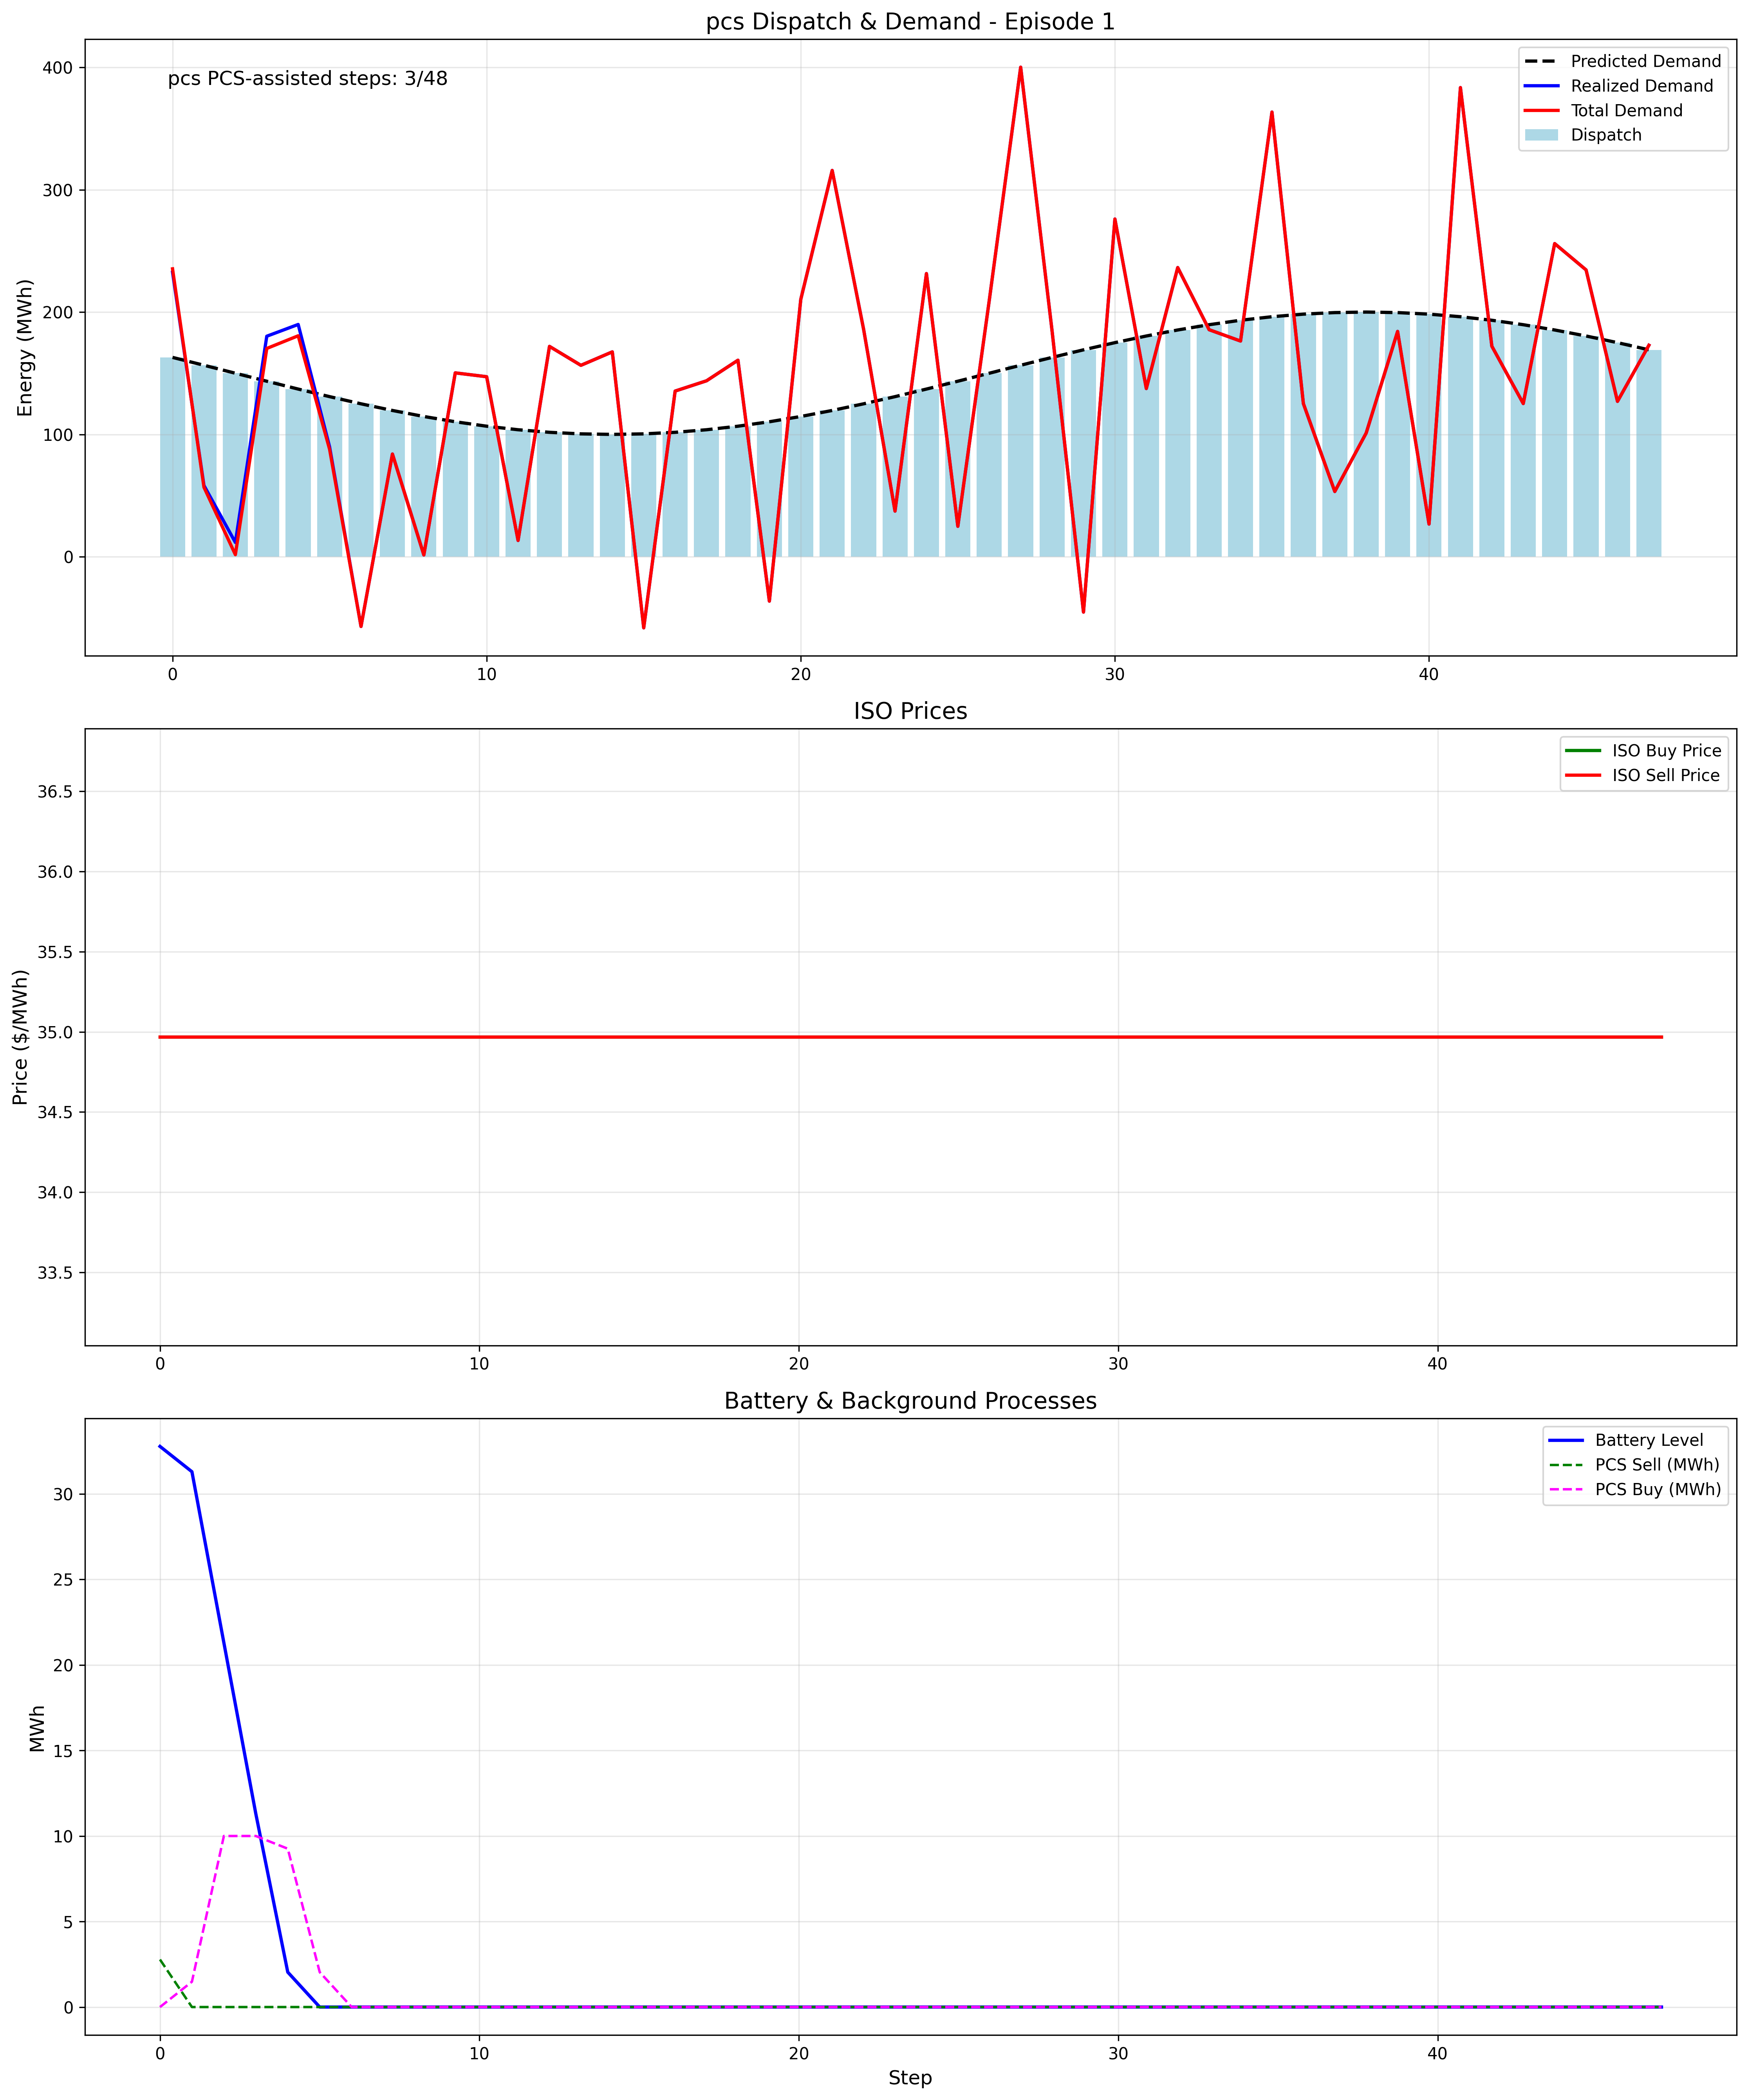 pcs Dispatch & Demand - Episode 1
pcs PCS-assisted steps: 3/48
Predicted Demand
Realized Demand
Total Demand
Dispatch
Energy (MWh)
400
300
200
100
0
0 10 20 30 40
ISO Prices
ISO Buy Price
ISO Sell Price
Price ($/MWh)
36.5
36.0
35.5
35.0
34.5
34.0
33.5
0 10 20 30 40
Battery & Background Processes
Battery Level
PCS Sell (MWh)
PCS Buy (MWh)
MWh
30
25
20
15
10
5
0
0 10 20 30 40
Step